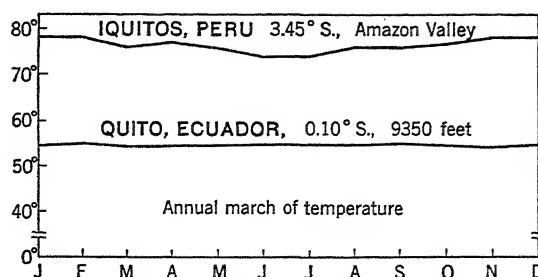 80°
IQUITOS, PERU 3.45° S., Amazon Valley
70°
60°
QUITO, ECUADOR, 0.10° S., 9350 feet
50°
40°
Annual march of temperature
0°
J F M A M J J A S O N D